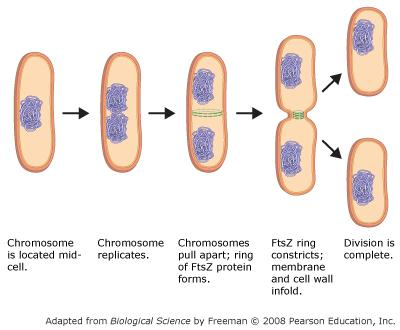 Chromosome
is located mid-
cell.
Chromosome
replicates.
Chromosomes
pull apart; ring
of FtsZ protein
forms.
FtsZ ring
constricts;
membrane
and cell wall
infold.
Division is
complete.
Adapted from Biological Science by Freeman © 2008 Pearson Education, Inc.